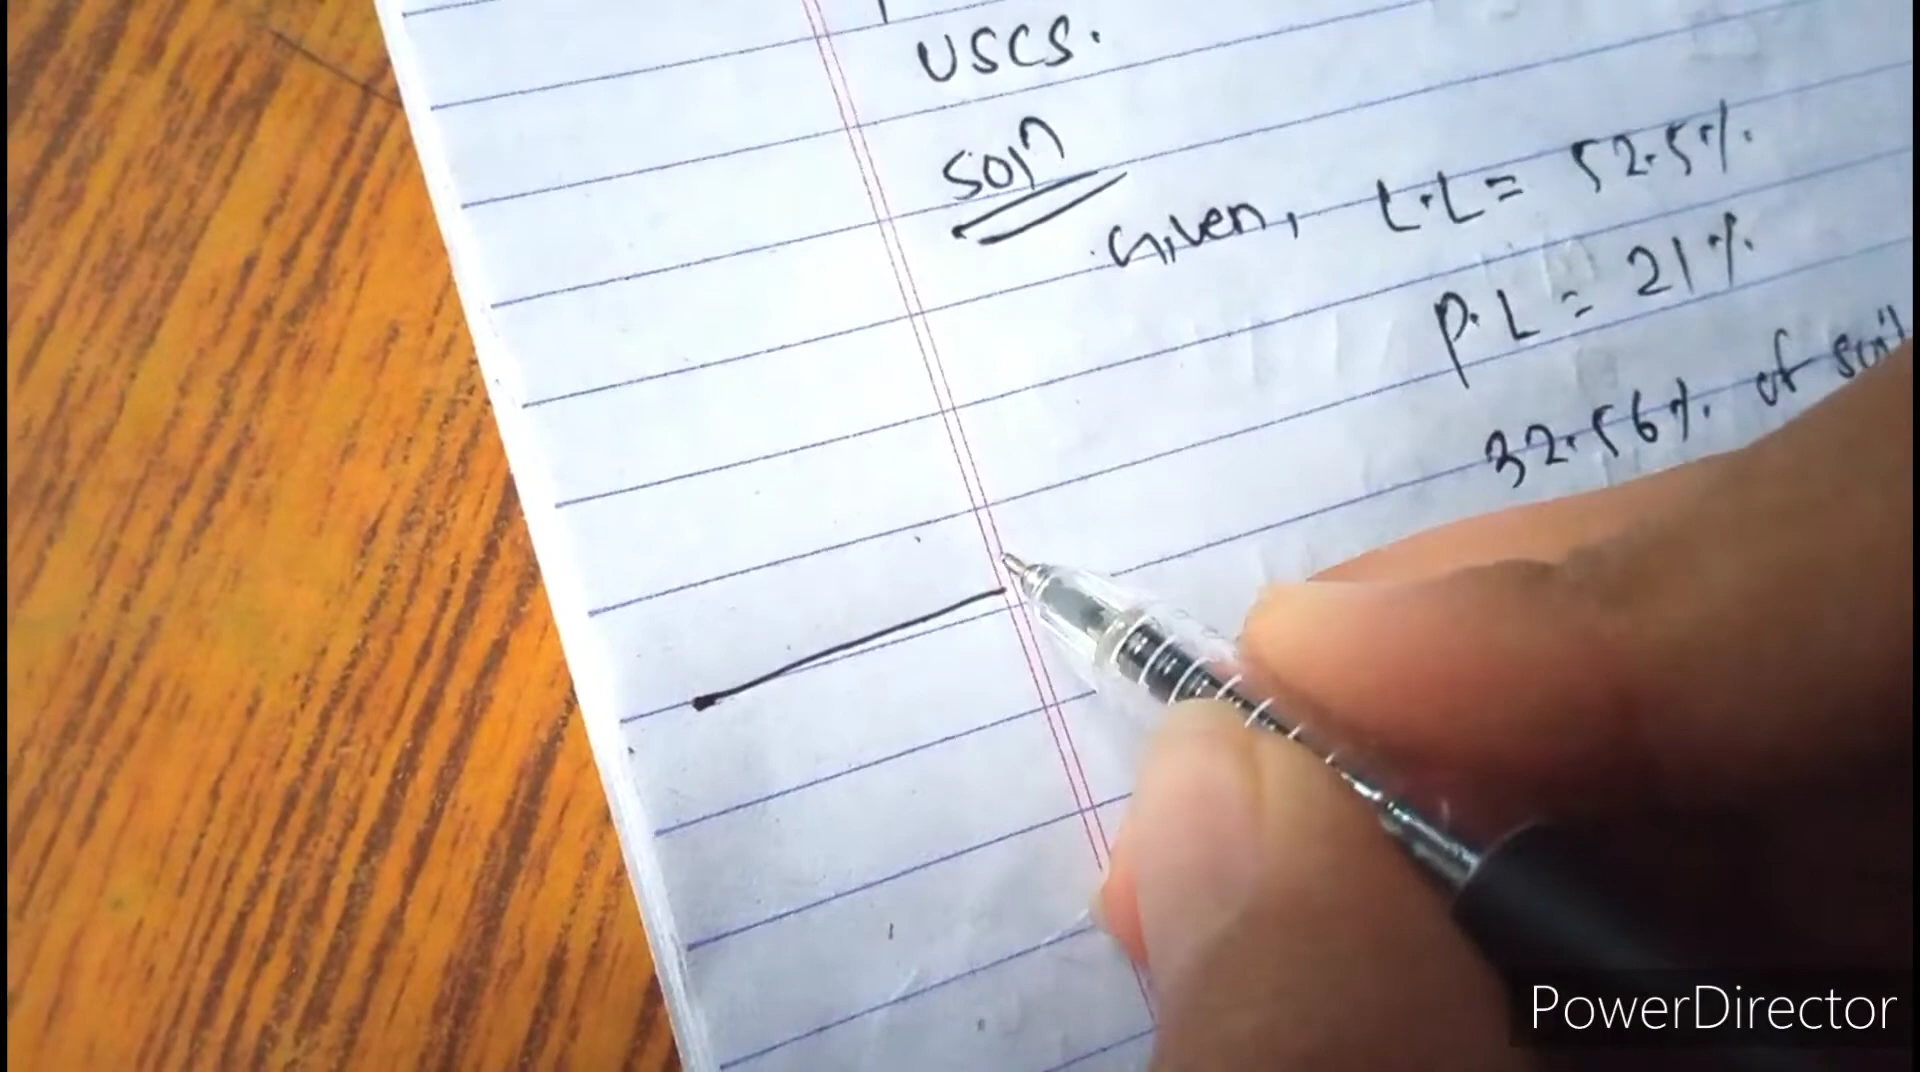 USCS.
Soln
Given, L.L = 52.5%.
P.L = 21%.
32.56%. of soil
PowerDirector